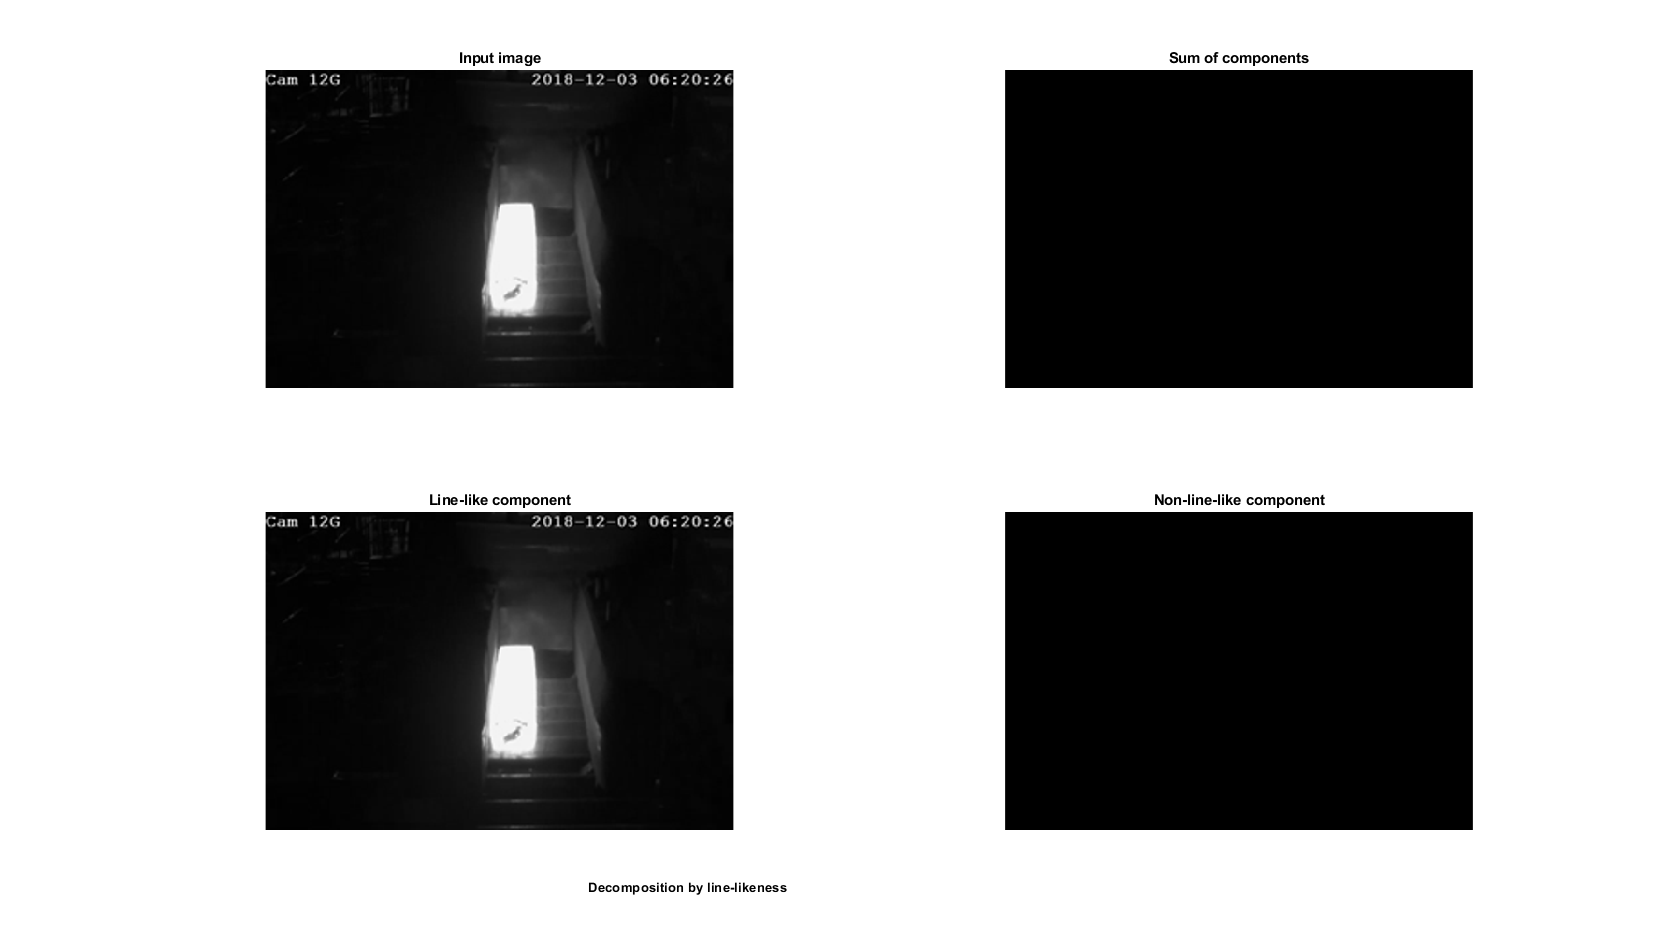 Input image
Sum of components
Cam 12G 2018-12-03 06:20:26
Line-like component
Non-line-like component
Cam 12G 2018-12-03 06:20:26
Decomposition by line-likeness